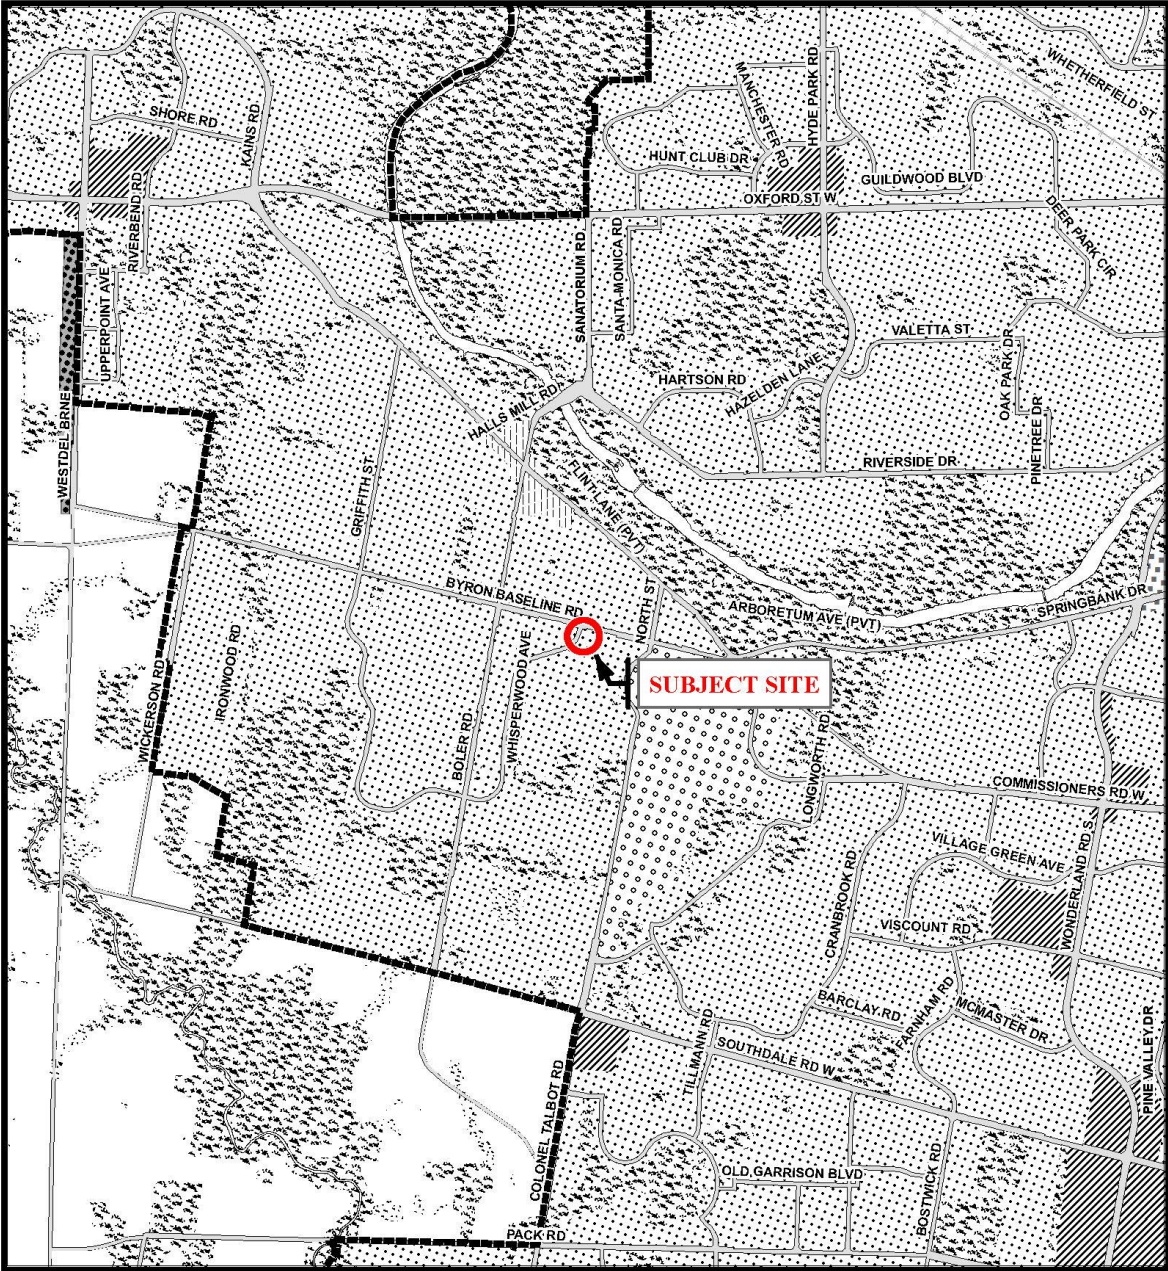 WHETHERFIELD ST
MANCHESTER RD
HYDE PARK RD
SHORE RD
KAINS RD
HUNT CLUB DR
GUILDWOOD BLVD
OXFORD ST W
RIVERBEND RD
DEER PARK CIR
SANATORIUM RD
SANTA MONICA RD
UPPERPOINT AVE
VALETTA ST
OAK PARK DR
HARTSON RD
HAZELDEN LANE
HALLS MILL RD
WESTDEL BRNE
PINETREE DR
RIVERSIDE DR
GRIFFITH ST
FLINT LANE (PVT)
BYRON BASELINE RD
NORTH ST
ARBORETUM AVE (PVT)
SPRINGBANK DR
IRONWOOD RD
WHISPERWOOD AVE
SUBJECT SITE
WICKERSON RD
BOLER RD
LONGWORTH RD
COMMISSIONERS RD W
VILLAGE GREEN AVE
WONDERLAND RD S
CRANBROOK RD
VISCOUNT RD
BARCLAY RD
FARNHAM RD
MCMASTER DR
TILLMANN RD
SOUTHDALE RD W
PINE VALLEY DR
COLONEL TALBOT RD
OLD GARRISON BLVD
BOSTWICK RD
PACK RD